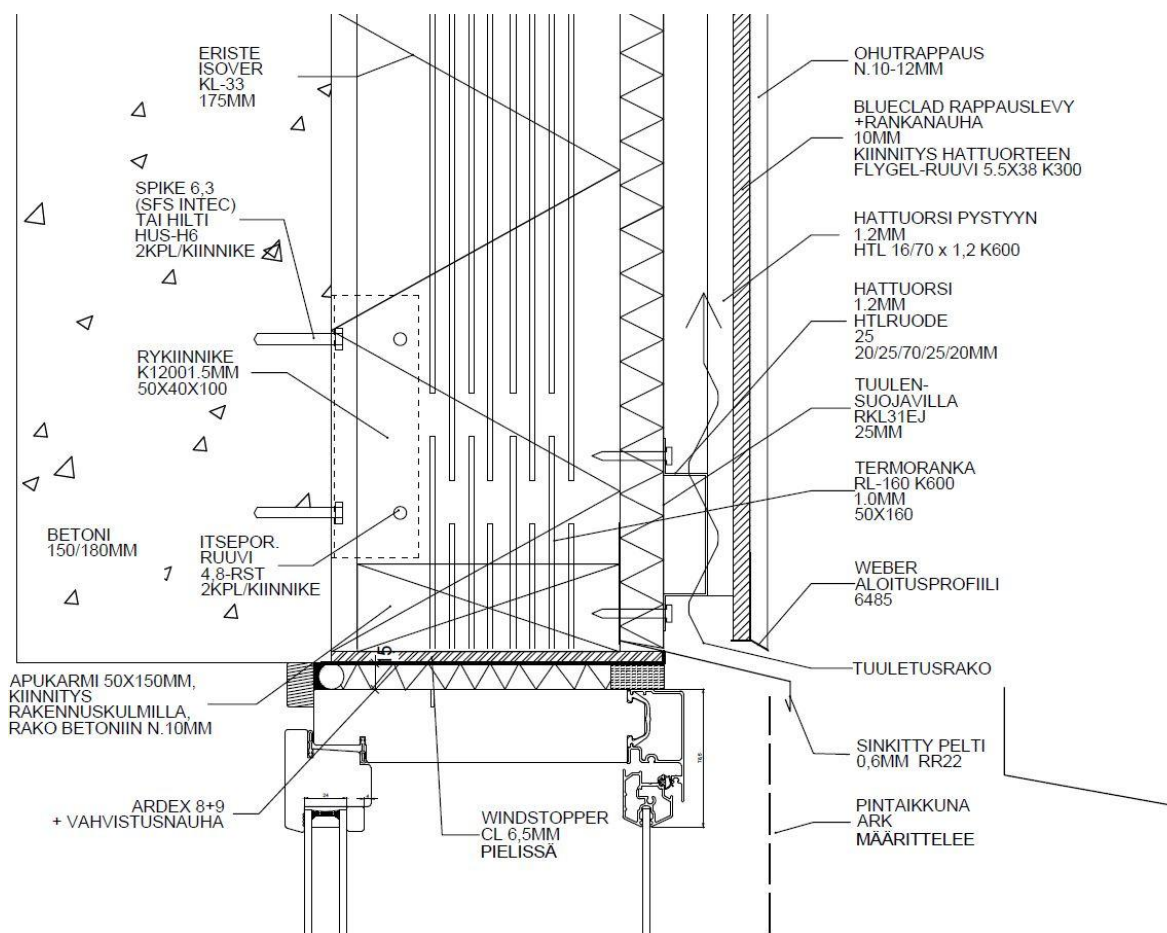 ERISTE
ISOVER
KL-33
175MM
SPIKE 6,3
(SFS INTEC)
TAI HILTI
HUS-H6
2KPL/KIINNIKE
RYKIINNIKE
K12001.5MM
50X40X100
BETONI
150/180MM
ITSEPOR.
RUUVI
4,8-RST
2KPL/KIINNIKE
APUKARMI 50X150MM,
KIINNITYS
RAKENNUSKULMILLA,
RAKO BETONIIN N.10MM
15
ARDEX 8+9
+ VAHVISTUSNAUHA
WINDSTOPPER
CL 6,5MM
PIELISSÄ
OHUTRAPPAUS
N.10-12MM
BLUECLAD RAPPAUSLEVY
+RANKANAUHA
10MM
KIINNITYS HATTUORTEEN
FLYGEL-RUUVI 5.5X38 K300
HATTUORSI PYSTYYN
1.2MM
HTL 16/70 x 1,2 K600
HATTUORSI
1.2MM
HTLRUODE
25
20/25/70/25/20MM
TUULEN-
SUOJAVILLA
RKL31EJ
25MM
TERMORANKA
RL-160 K600
1.0MM
50X160
WEBER
ALOITUSPROFIILI
6485
TUULETUSRAKO
SINKITTY PELTI
0,6MM RR22
PINTAIKKUNA
ARK
MÄÄRITTELEE